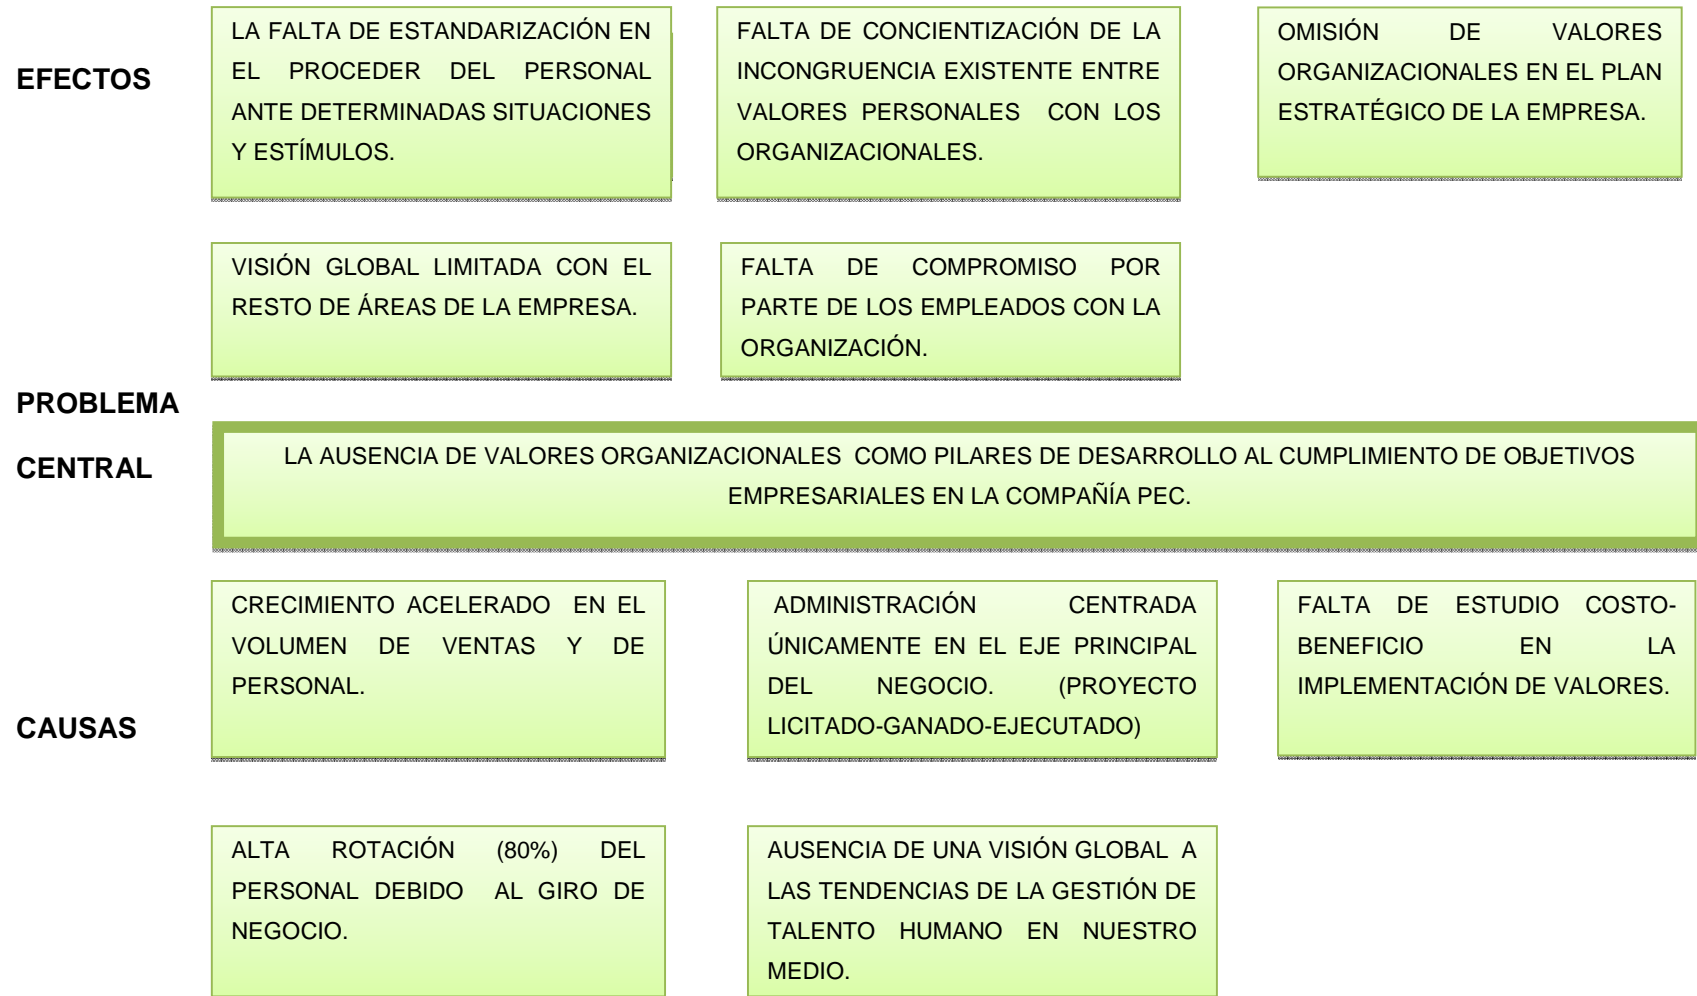 EFECTOS
LA FALTA DE ESTANDARIZACIÓN EN
EL PROCEDER DEL PERSONAL
ANTE DETERMINADAS SITUACIONES
Y ESTÍMULOS.
FALTA DE CONCIENTIZACIÓN DE LA
INCONGRUENCIA EXISTENTE ENTRE
VALORES PERSONALES CON LOS
ORGANIZACIONALES.
OMISIÓN DE VALORES
ORGANIZACIONALES EN EL PLAN
ESTRATÉGICO DE LA EMPRESA.
VISIÓN GLOBAL LIMITADA CON EL
RESTO DE ÁREAS DE LA EMPRESA.
FALTA DE COMPROMISO POR
PARTE DE LOS EMPLEADOS CON LA
ORGANIZACIÓN.
PROBLEMA
CENTRAL
LA AUSENCIA DE VALORES ORGANIZACIONALES COMO PILARES DE DESARROLLO AL CUMPLIMIENTO DE OBJETIVOS
EMPRESARIALES EN LA COMPAÑÍA PEC.
CAUSAS
CRECIMIENTO ACELERADO EN EL
VOLUMEN DE VENTAS Y DE
PERSONAL.
ADMINISTRACIÓN CENTRADA
ÚNICAMENTE EN EL EJE PRINCIPAL
DEL NEGOCIO. (PROYECTO
LICITADO-GANADO-EJECUTADO)
FALTA DE ESTUDIO COSTO-
BENEFICIO EN LA
IMPLEMENTACIÓN DE VALORES.
ALTA ROTACIÓN (80%) DEL
PERSONAL DEBIDO AL GIRO DE
NEGOCIO.
AUSENCIA DE UNA VISIÓN GLOBAL A
LAS TENDENCIAS DE LA GESTIÓN DE
TALENTO HUMANO EN NUESTRO
MEDIO.